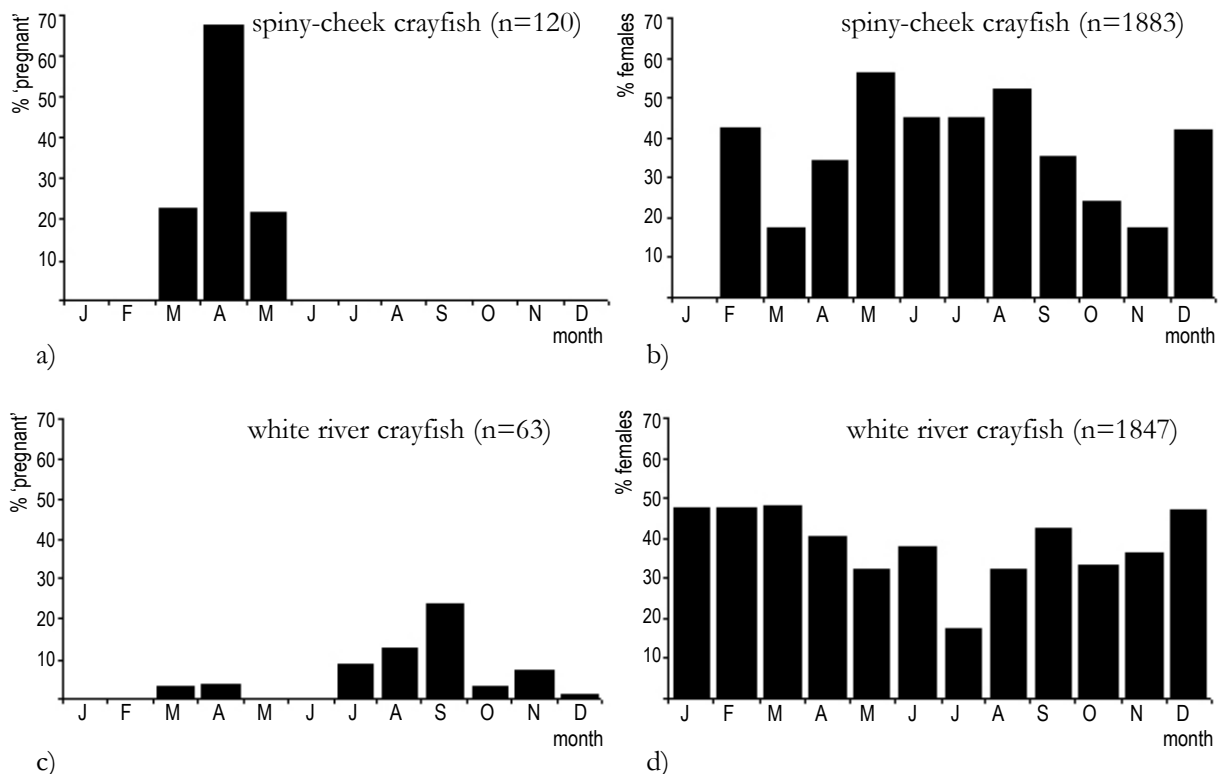 spiny-cheek crayfish (n=120)
% 'pregnant'
70
60
50
40
30
20
10
J F M A M J J A S O N D
month
a)
spiny-cheek crayfish (n=1883)
% females
70
60
50
40
30
20
10
J F M A M J J A S O N D
month
b)
white river crayfish (n=63)
% 'pregnant'
70
60
50
40
30
20
10
J F M A M J J A S O N D
month
c)
white river crayfish (n=1847)
% females
70
60
50
40
30
20
10
J F M A M J J A S O N D
month
d)